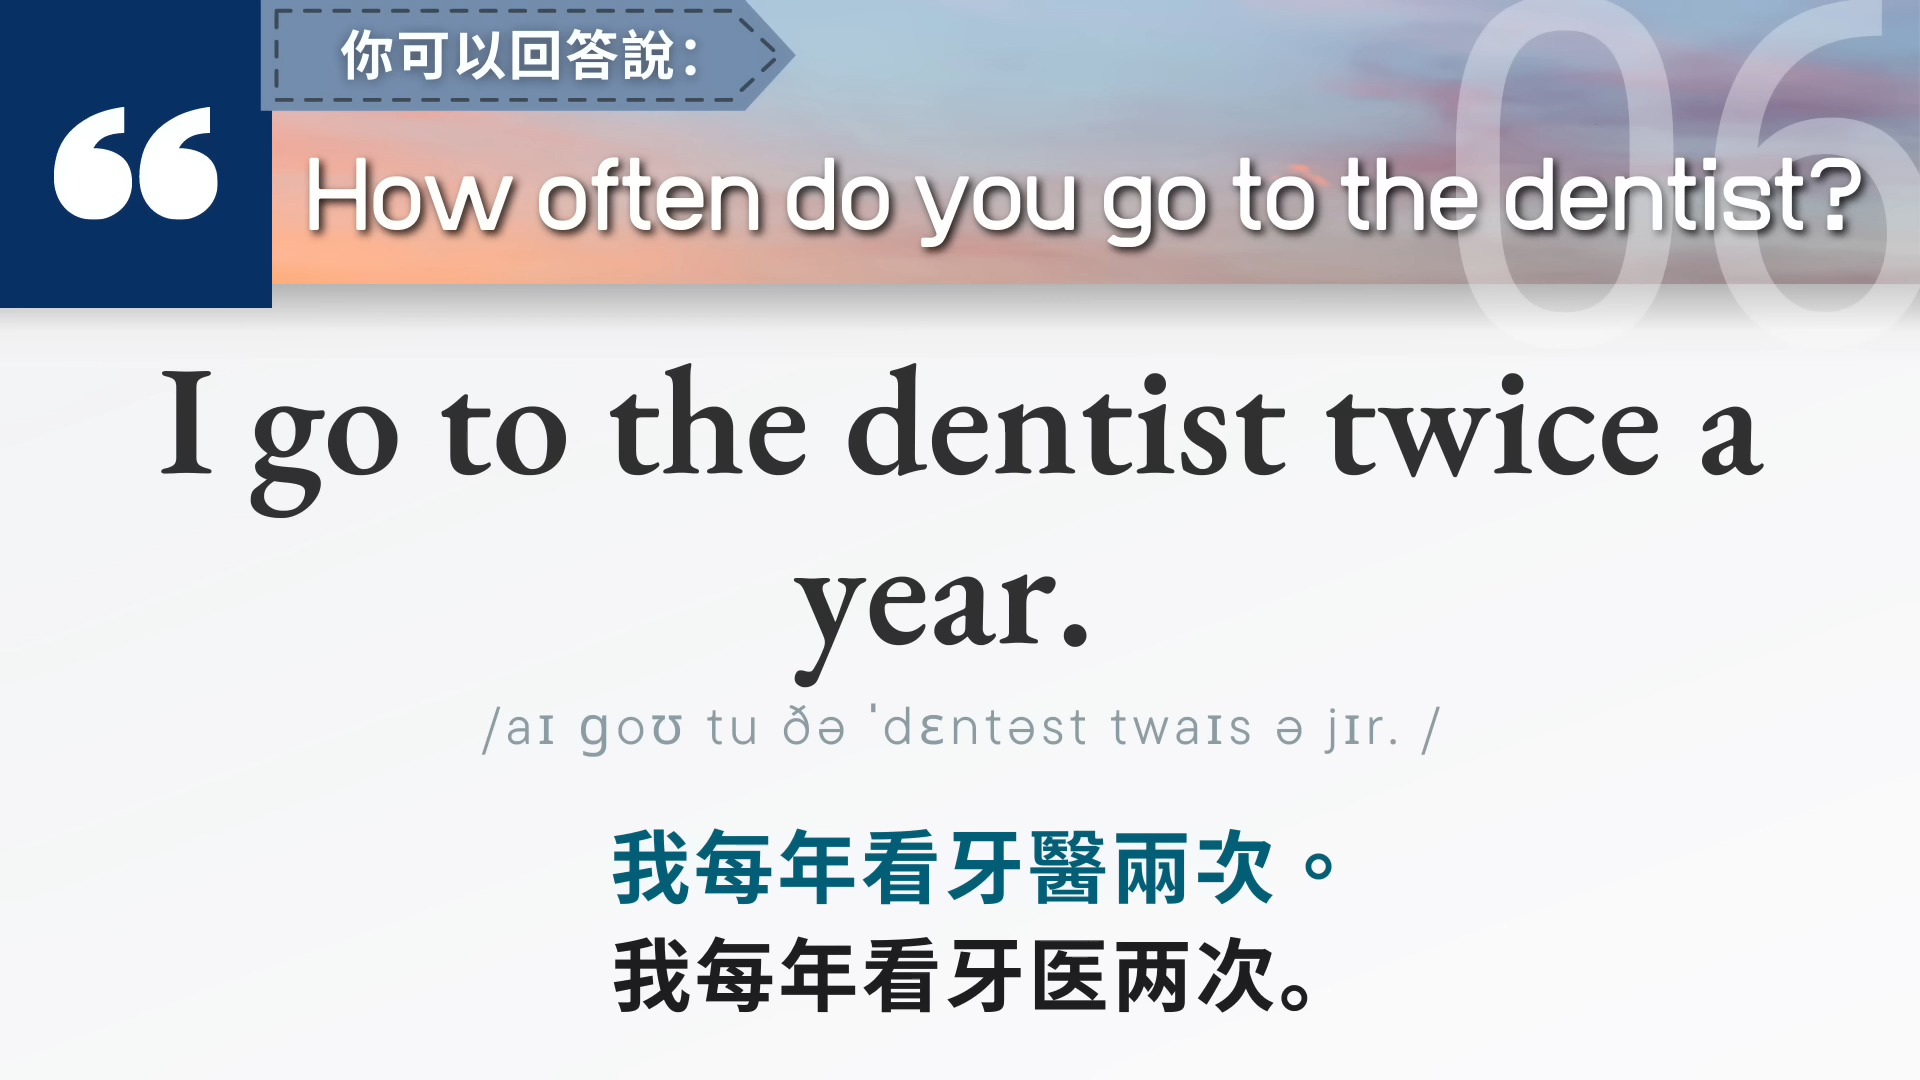 你可以回答說：
06
“
How often do you go to the dentist?
I go to the dentist twice a
year.
/aɪ ɡoʊ tu ðə ˈdɛntəst twaɪs ə jɪr. /
我每年看牙醫兩次。
我每年看牙医两次。